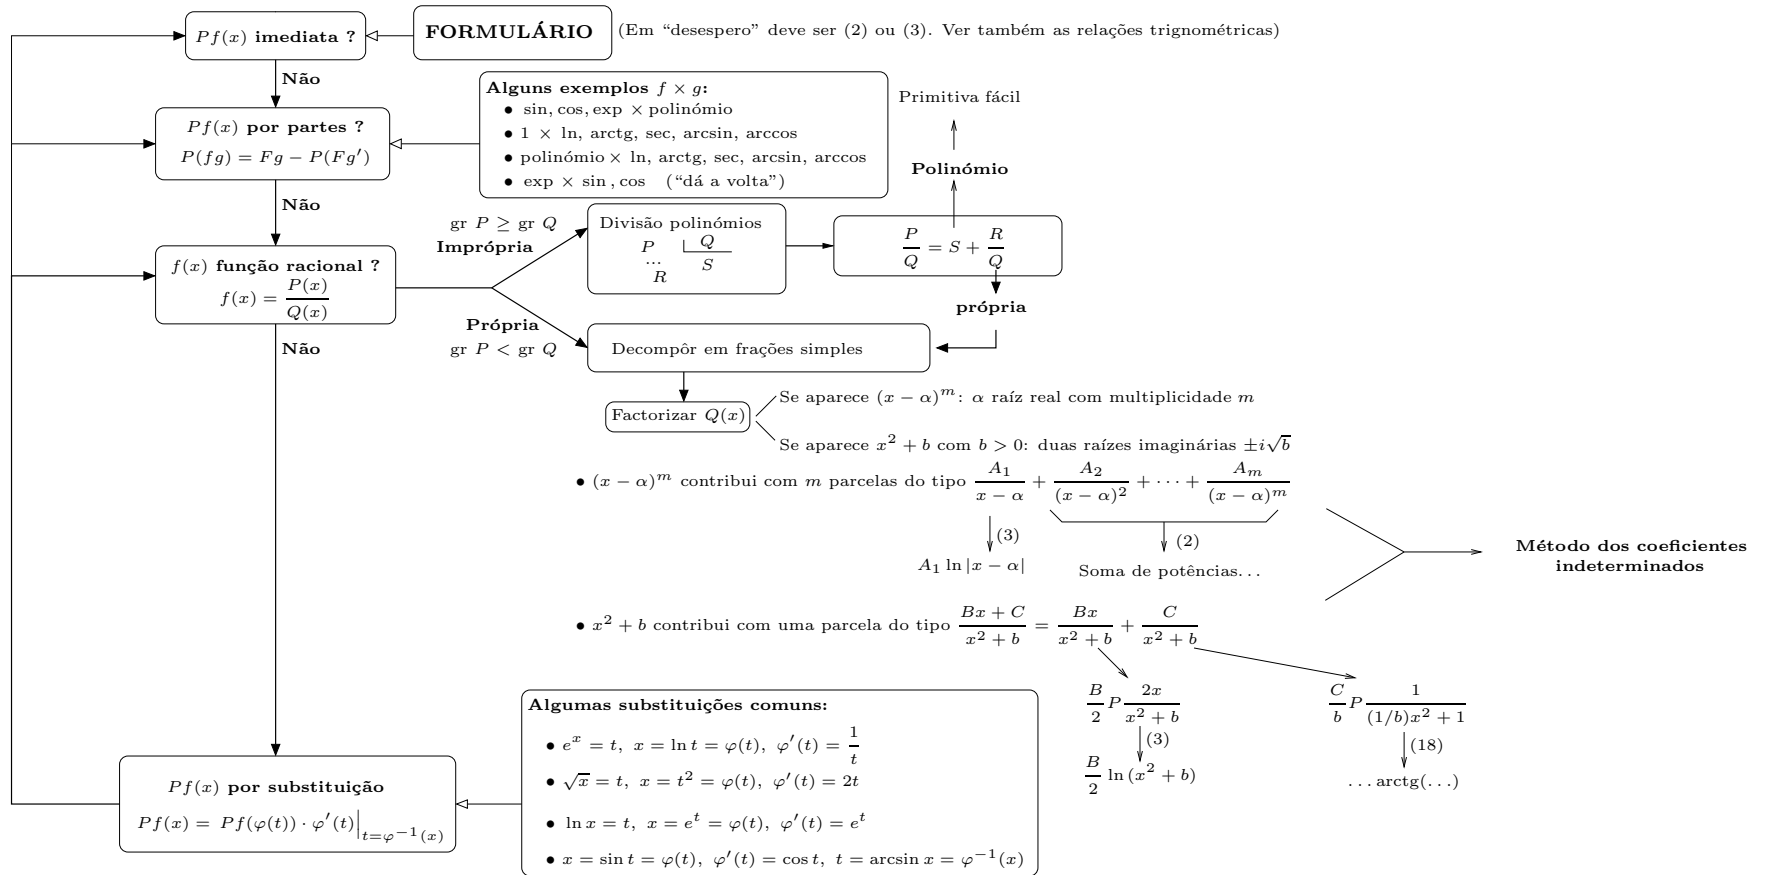 Pf(x) imediata ?
FORMULÁRIO
(Em “desespero” deve ser (2) ou (3). Ver também as relações trignométricas)
Não
Pf(x) por partes ?
P(fg) = Fg − P(Fg′)
Alguns exemplos f × g:
• sin, cos, exp × polinómio
• 1 × ln, arctg, sec, arcsin, arccos
• polinómio × ln, arctg, sec, arcsin, arccos
• exp × sin , cos (“dá a volta”)
Primitiva fácil
Polinómio
Não
f(x) função racional ?
f(x) = P(x)/Q(x)
gr P ≥ gr Q
Imprópria
Divisão polinómios
P Q
... S
R
P/Q = S + R/Q
própria
Própria
gr P < gr Q
Decompôr em frações simples
Não
Factorizar Q(x)
Se aparece (x − α)^m: α raíz real com multiplicidade m
Se aparece x² + b com b > 0: duas raízes imaginárias ±i√b
• (x − α)^m contribui com m parcelas do tipo A₁/(x − α) + A₂/(x − α)² + · · · + A_m/(x − α)^m
(3)
A₁ ln |x − α|
(2)
Soma de potências. . .
Método dos coeficientes
indeterminados
• x² + b contribui com uma parcela do tipo (Bx + C)/(x² + b) = Bx/(x² + b) + C/(x² + b)
B/2 P 2x/(x² + b)
(3)
B/2 ln (x² + b)
C/b P 1/((1/b)x² + 1)
(18)
. . . arctg(. . .)
Pf(x) por substituição
Pf(x) = Pf(φ(t)) · φ′(t)|_{t=φ⁻¹(x)}
Algumas substituições comuns:
• e^x = t, x = ln t = φ(t), φ′(t) = 1/t
• √x = t, x = t² = φ(t), φ′(t) = 2t
• ln x = t, x = e^t = φ(t), φ′(t) = e^t
• x = sin t = φ(t), φ′(t) = cos t, t = arcsin x = φ⁻¹(x)